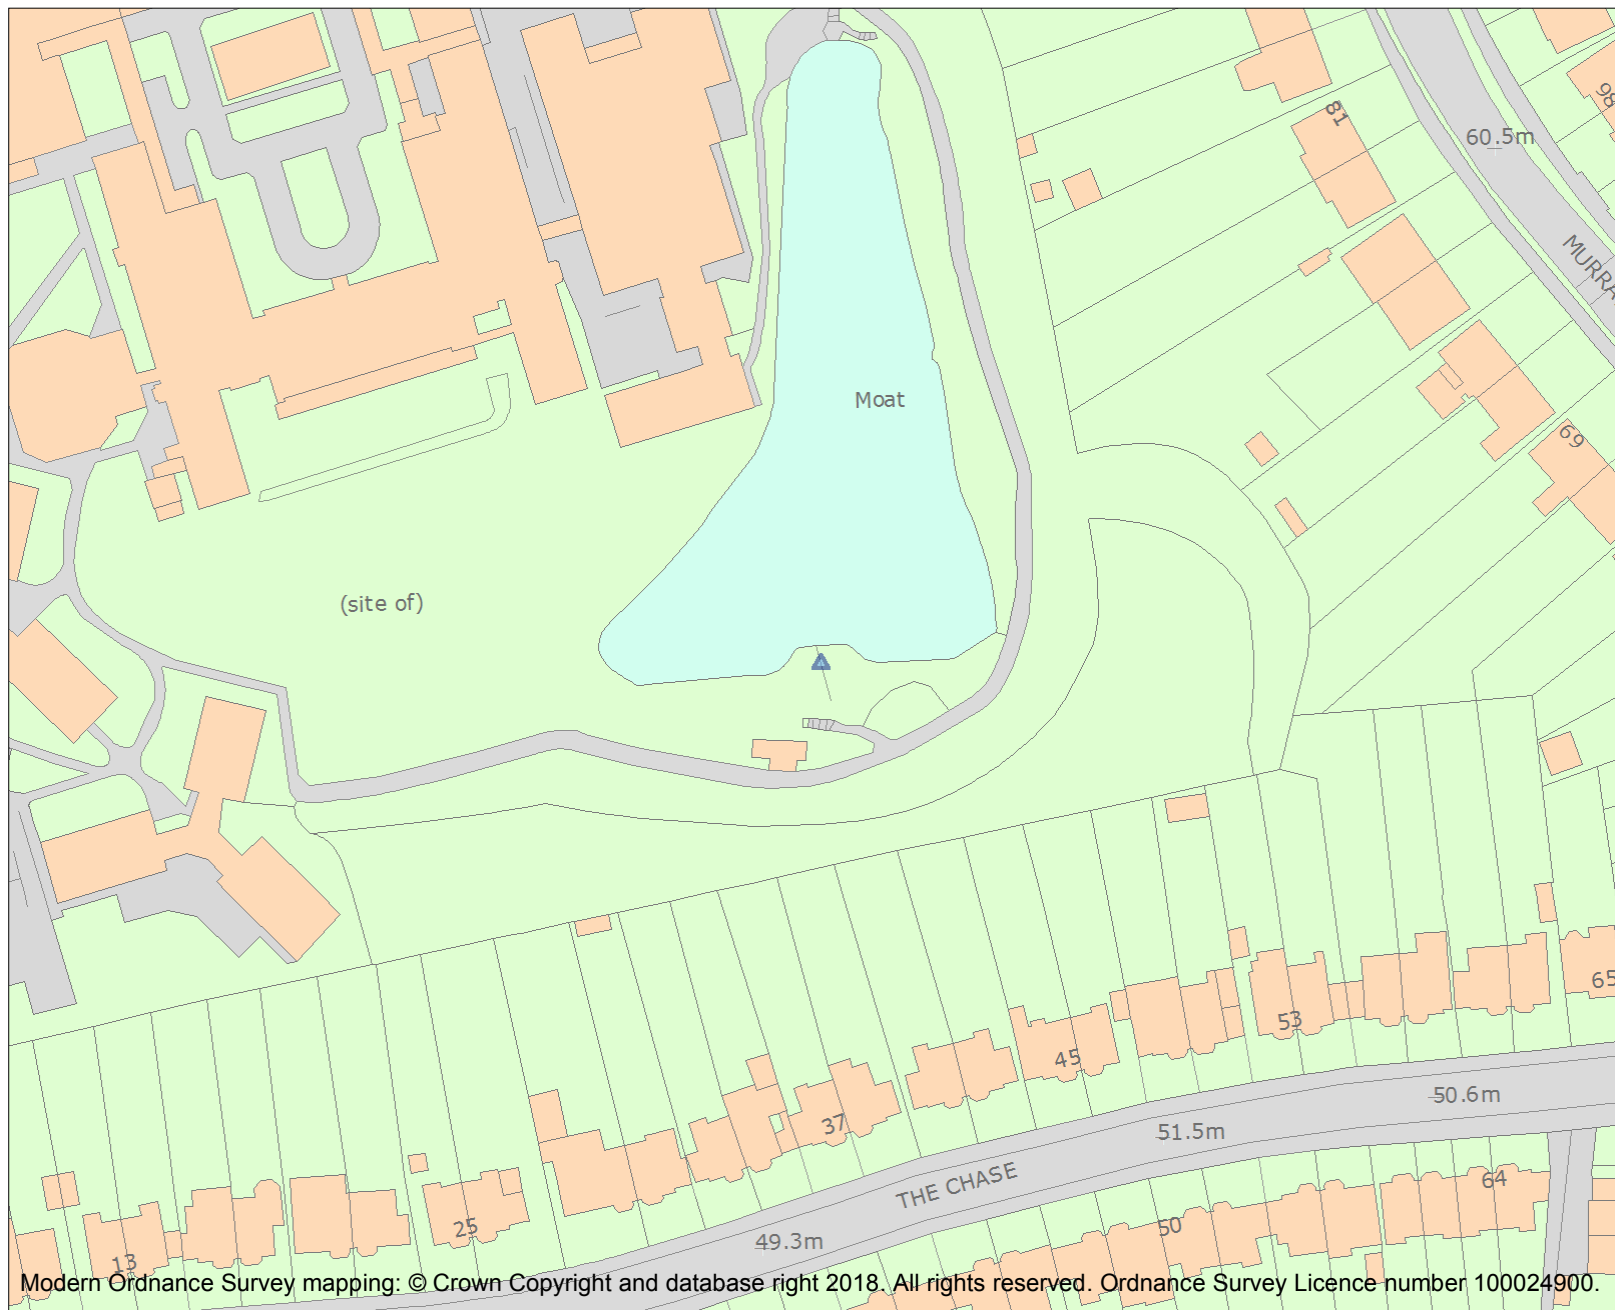 81
98
60.5m
MURRA
Moat
69
(site of)
65
53
45
50.6m
37
51.5m
THE CHASE
64
25
50
49.3m
13
Modern Ordnance Survey mapping: © Crown Copyright and database right 2018. All rights reserved. Ordnance Survey Licence number 100024900.